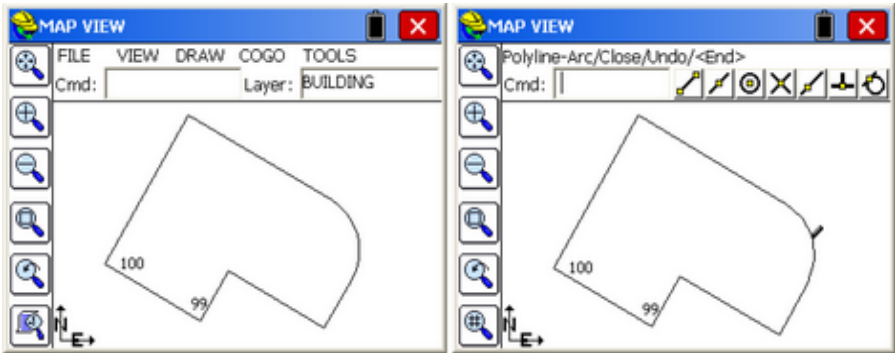 MAP VIEW
FILE VIEW DRAW COGO TOOLS
Cmd: Layer: BUILDING
100
99
N
E
MAP VIEW
Polyline-Arc/Close/Undo/<End>
Cmd:
100
99
N
E